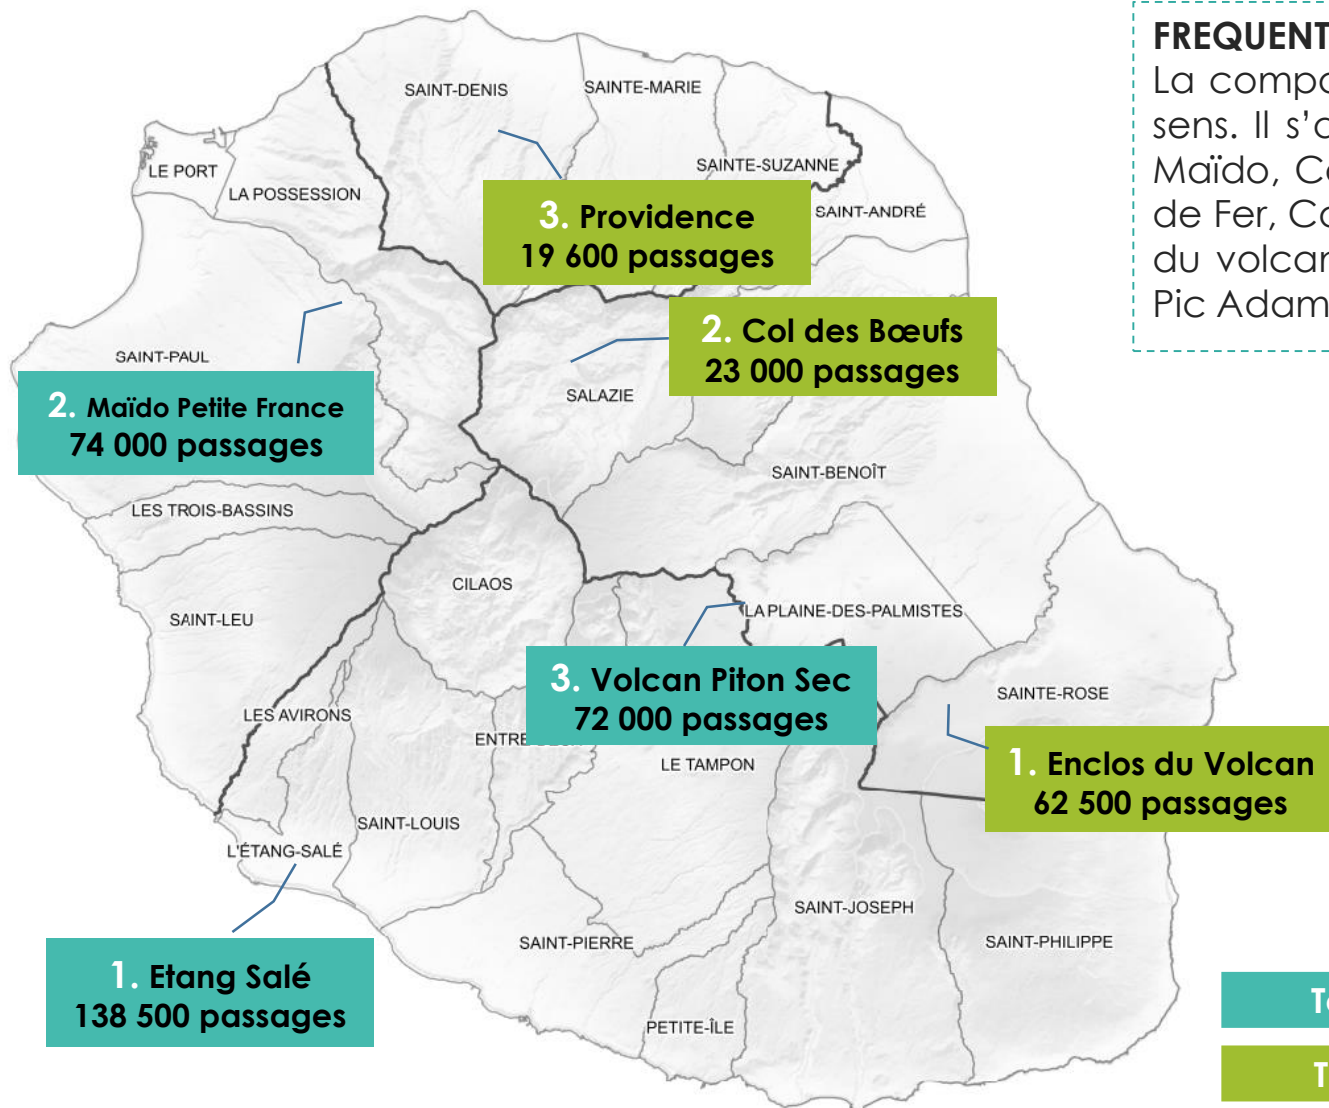 FREQUENT
La compo
sens. Il s'a
Maïdo, Co
de Fer, Co
du volcan
Pic Adam
SAINT-DENIS
SAINTE-MARIE
SAINTE-SUZANNE
LE PORT
LA POSSESSION
SAINT-ANDRÉ
3. Providence
19 600 passages
2. Col des Bœufs
23 000 passages
SAINT-PAUL
SALAZIE
2. Maïdo Petite France
74 000 passages
SAINT-BENOÎT
LES TROIS-BASSINS
CILAOS
SAINT-LEU
LA PLAINE-DES-PALMISTES
3. Volcan Piton Sec
72 000 passages
SAINTE-ROSE
LES AVIRONS
ENTRE
LE TAMPON
1. Enclos du Volcan
62 500 passages
SAINT-LOUIS
L'ÉTANG-SALÉ
SAINT-JOSEPH
SAINT-PIERRE
SAINT-PHILIPPE
1. Etang Salé
138 500 passages
PETITE-ÎLE
T